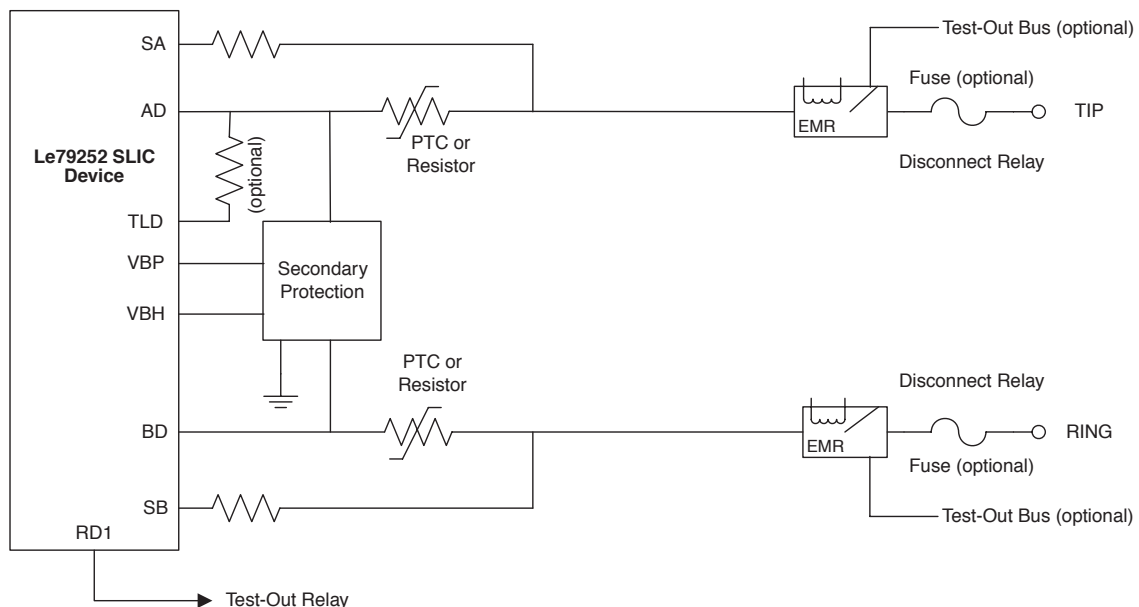 Test-Out Bus (optional)
SA
Fuse (optional)
AD
TIP
EMR
PTC or
Resistor
Disconnect Relay
Le79252 SLIC
Device
(optional)
TLD
VBP
Secondary
Protection
VBH
PTC or
Resistor
Disconnect Relay
BD
RING
EMR
Fuse (optional)
SB
Test-Out Bus (optional)
RD1
Test-Out Relay